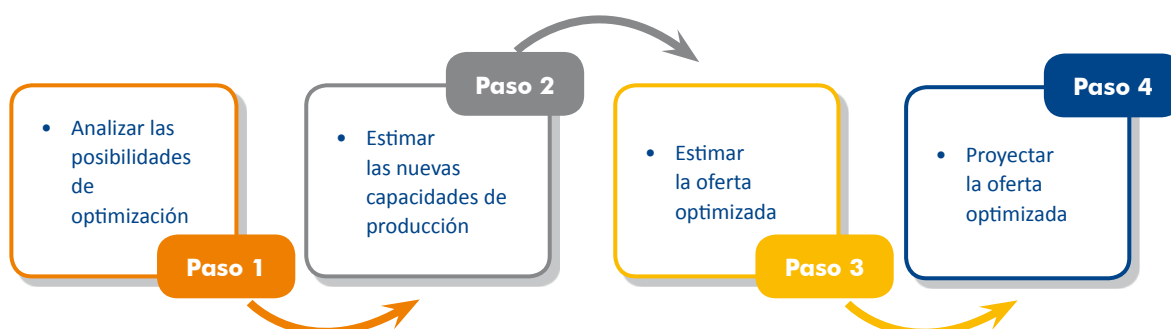 • Analizar las
posibilidades
de
optimización
Paso 1
Paso 2
• Estimar
las nuevas
capacidades de
producción
• Estimar
la oferta
optimizada
Paso 3
Paso 4
• Proyectar
la oferta
optimizada